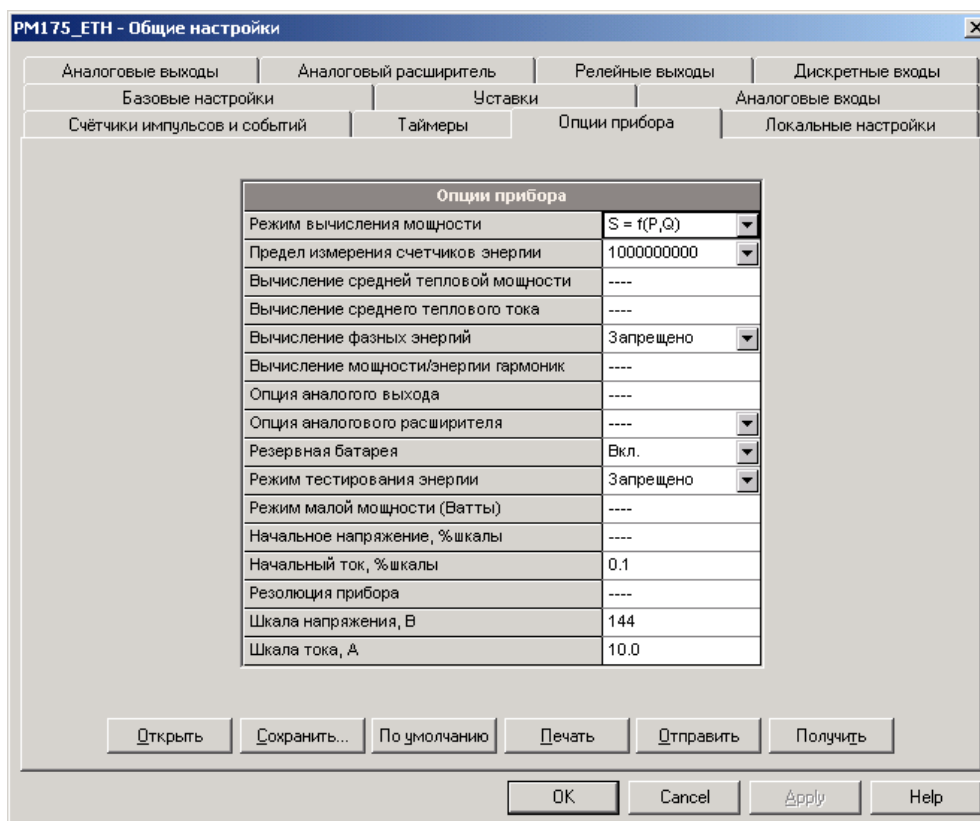 PM175_ETH - Общие настройки
Аналоговые выходы Аналоговый расширитель Релейные выходы Дискретные входы
Базовые настройки Уставки Аналоговые входы
Счётчики импульсов и событий Таймеры Опции прибора Локальные настройки
Опции прибора
Режим вычисления мощности S = f(P,Q)
Предел измерения счетчиков энергии 1000000000
Вычисление средней тепловой мощности ----
Вычисление среднего теплового тока ----
Вычисление фазных энергий Запрещено
Вычисление мощности/энергии гармоник ----
Опция аналогого выхода ----
Опция аналогового расширителя ----
Резервная батарея Вкл.
Режим тестирования энергии Запрещено
Режим малой мощности (Ватты) ----
Начальное напряжение, %шкалы ----
Начальный ток, %шкалы 0.1
Резолюция прибора ----
Шкала напряжения, В 144
Шкала тока, А 10.0
Открыть Сохранить... По умолчанию Печать Отправить Получить
OK Cancel Apply Help